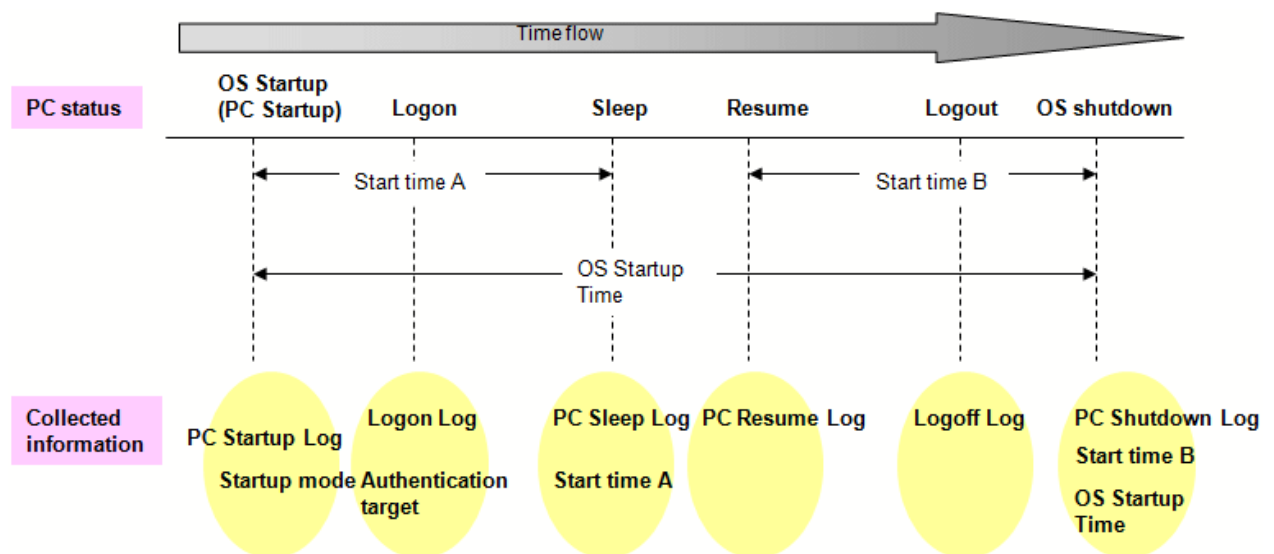 Time flow
PC status
OS Startup
(PC Startup)
Logon
Sleep
Resume
Logout
OS shutdown
Start time A
Start time B
OS Startup
Time
Collected
information
PC Startup Log
Startup mode
Logon Log
Authentication
target
PC Sleep Log
Start time A
PC Resume Log
Logoff Log
PC Shutdown Log
Start time B
OS Startup
Time